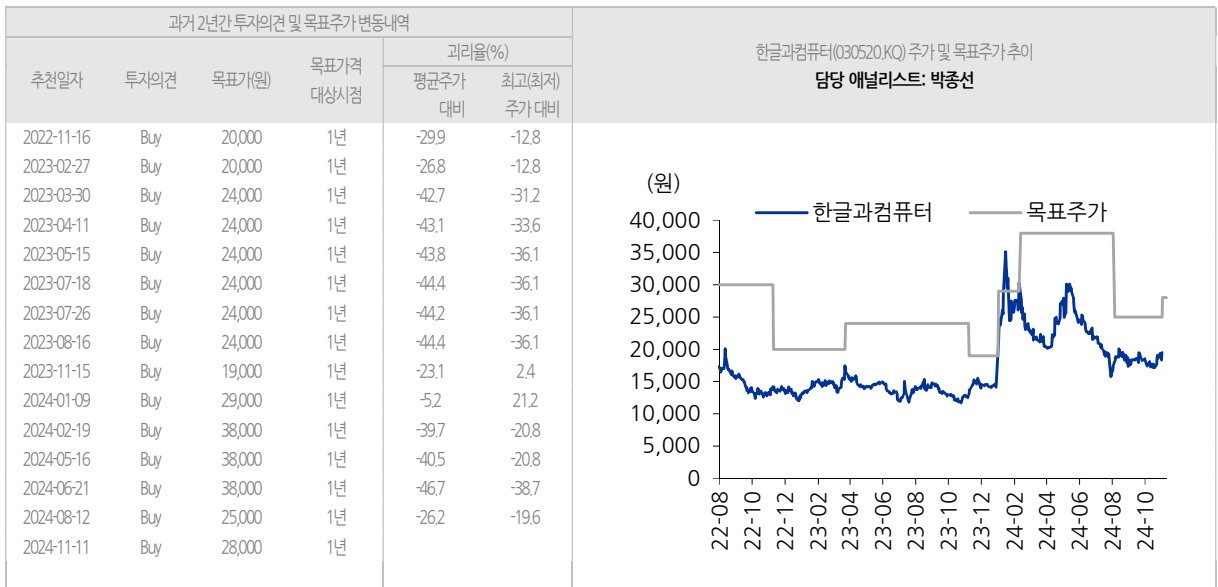 과거 2년간 투자의견 및 목표주가 변동내역
추천일자 투자의견 목표가(원) 목표가격 대상시점 괴리율(%)
평균주가 대비 최고(최저) 주가 대비
2022-11-16 Buy 20,000 1년 -29.9 -12.8
2023-02-27 Buy 20,000 1년 -26.8 -12.8
2023-03-30 Buy 24,000 1년 -42.7 -31.2
2023-04-11 Buy 24,000 1년 -43.1 -33.6
2023-05-15 Buy 24,000 1년 -43.8 -36.1
2023-07-18 Buy 24,000 1년 -44.4 -36.1
2023-07-26 Buy 24,000 1년 -44.2 -36.1
2023-08-16 Buy 24,000 1년 -44.4 -36.1
2023-11-15 Buy 19,000 1년 -23.1 2.4
2024-01-09 Buy 29,000 1년 -5.2 21.2
2024-02-19 Buy 38,000 1년 -39.7 -20.8
2024-05-16 Buy 38,000 1년 -40.5 -20.8
2024-06-21 Buy 38,000 1년 -46.7 -38.7
2024-08-12 Buy 25,000 1년 -26.2 -19.6
2024-11-11 Buy 28,000 1년
한글과컴퓨터(030520.KQ) 주가 및 목표주가 추이
담당 애널리스트: 박종선
(원)
한글과컴퓨터 목표주가
40,000
35,000
30,000
25,000
20,000
15,000
10,000
5,000
0
22-08 22-10 22-12 23-02 23-04 23-06 23-08 23-10 23-12 24-02 24-04 24-06 24-08 24-10